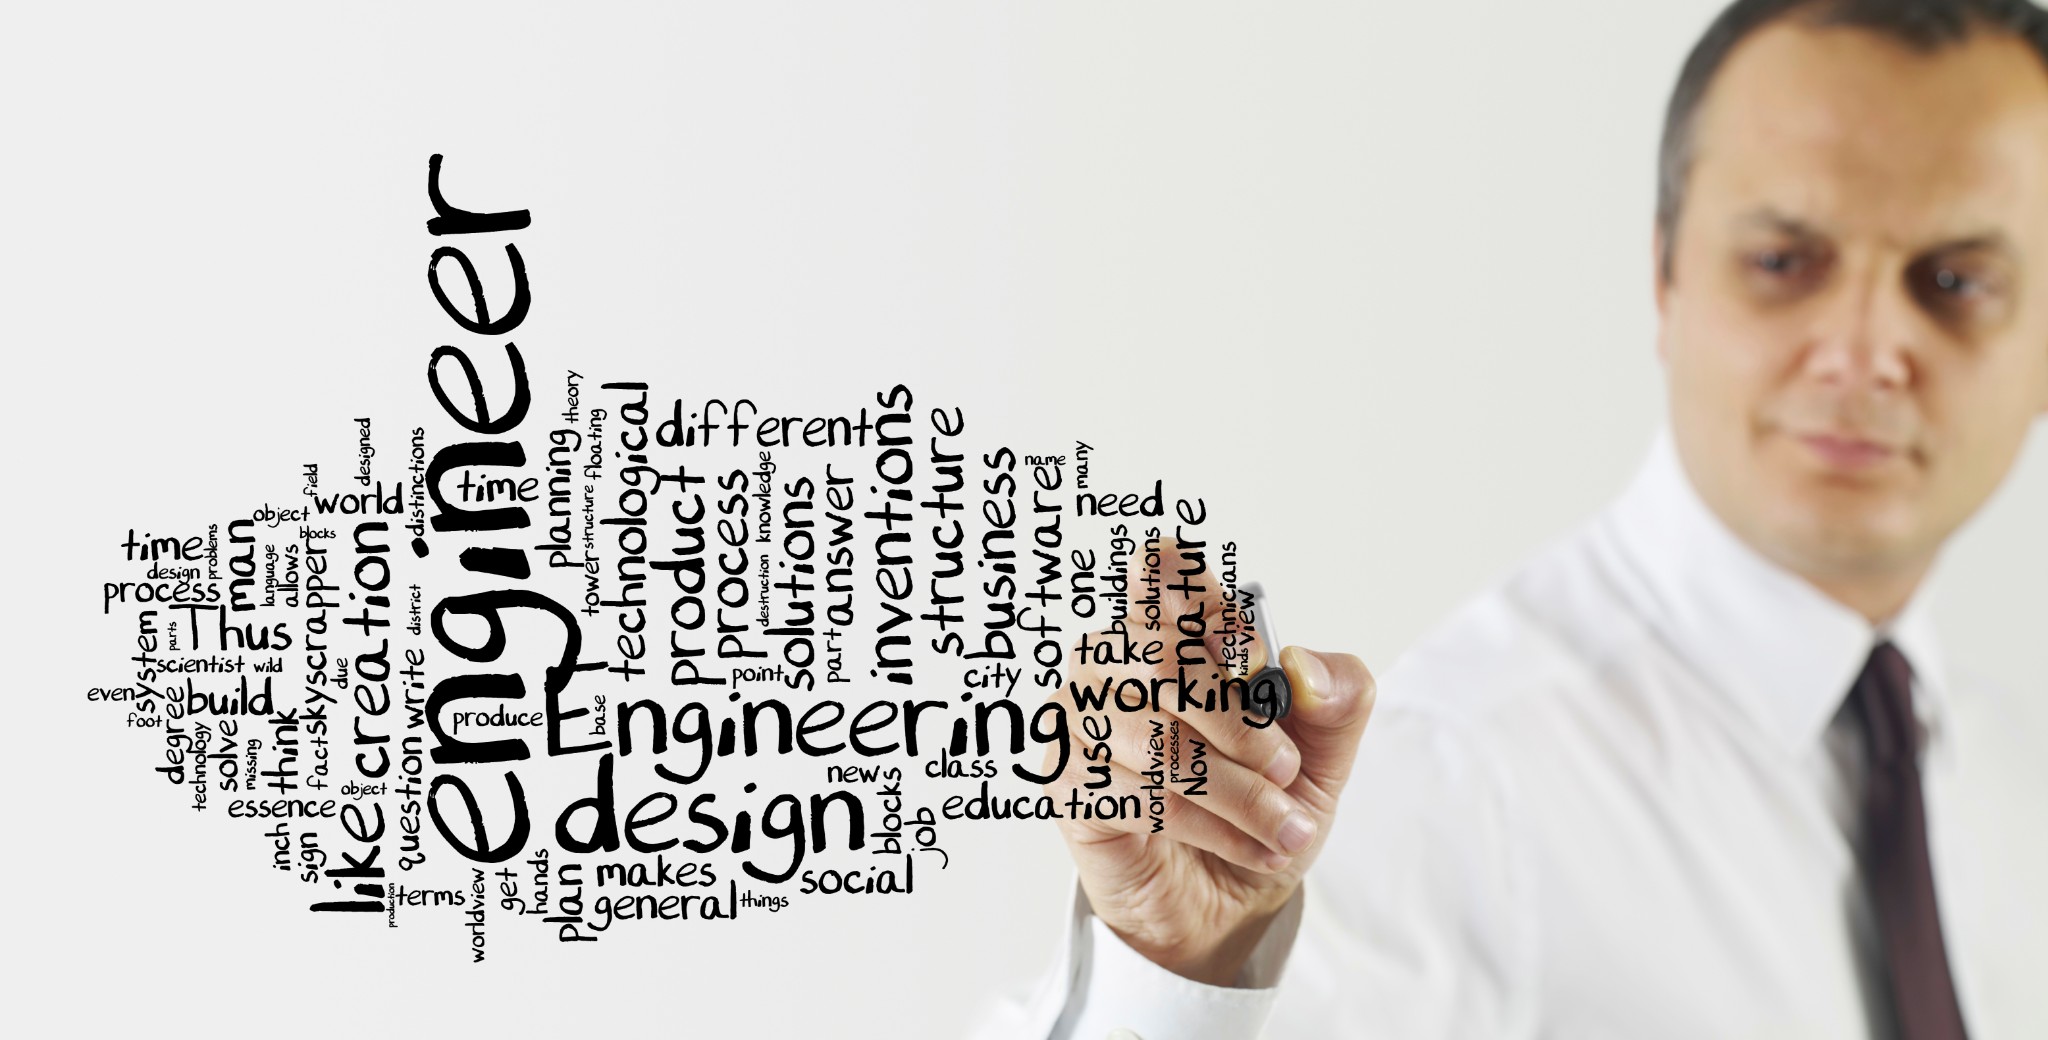 engineer
time
theory
planning
floating
structure
tower
technological
different
product
process
knowledge
destruction
solutions
point
part
answer
inventions
structure
business
name
many
software
need
city
one
buildings
solutions
mature
technicians
view
kinds
take
working
designed
distinctions
field
world
object
blocks
time
problems
man
language
allows
skyscrapper
creation
design
process
district
Thus
parts
system
scientist
wild
due
even
build
foot
degree
technology
solve
missing
think
fact
write
question
produce
base
Engineering
use
worldview
processes
Now
object
essence
like
inch
sign
production
terms
design
news
class
blocks
job
education
worldview
get
hands
plan
makes
general
things
social